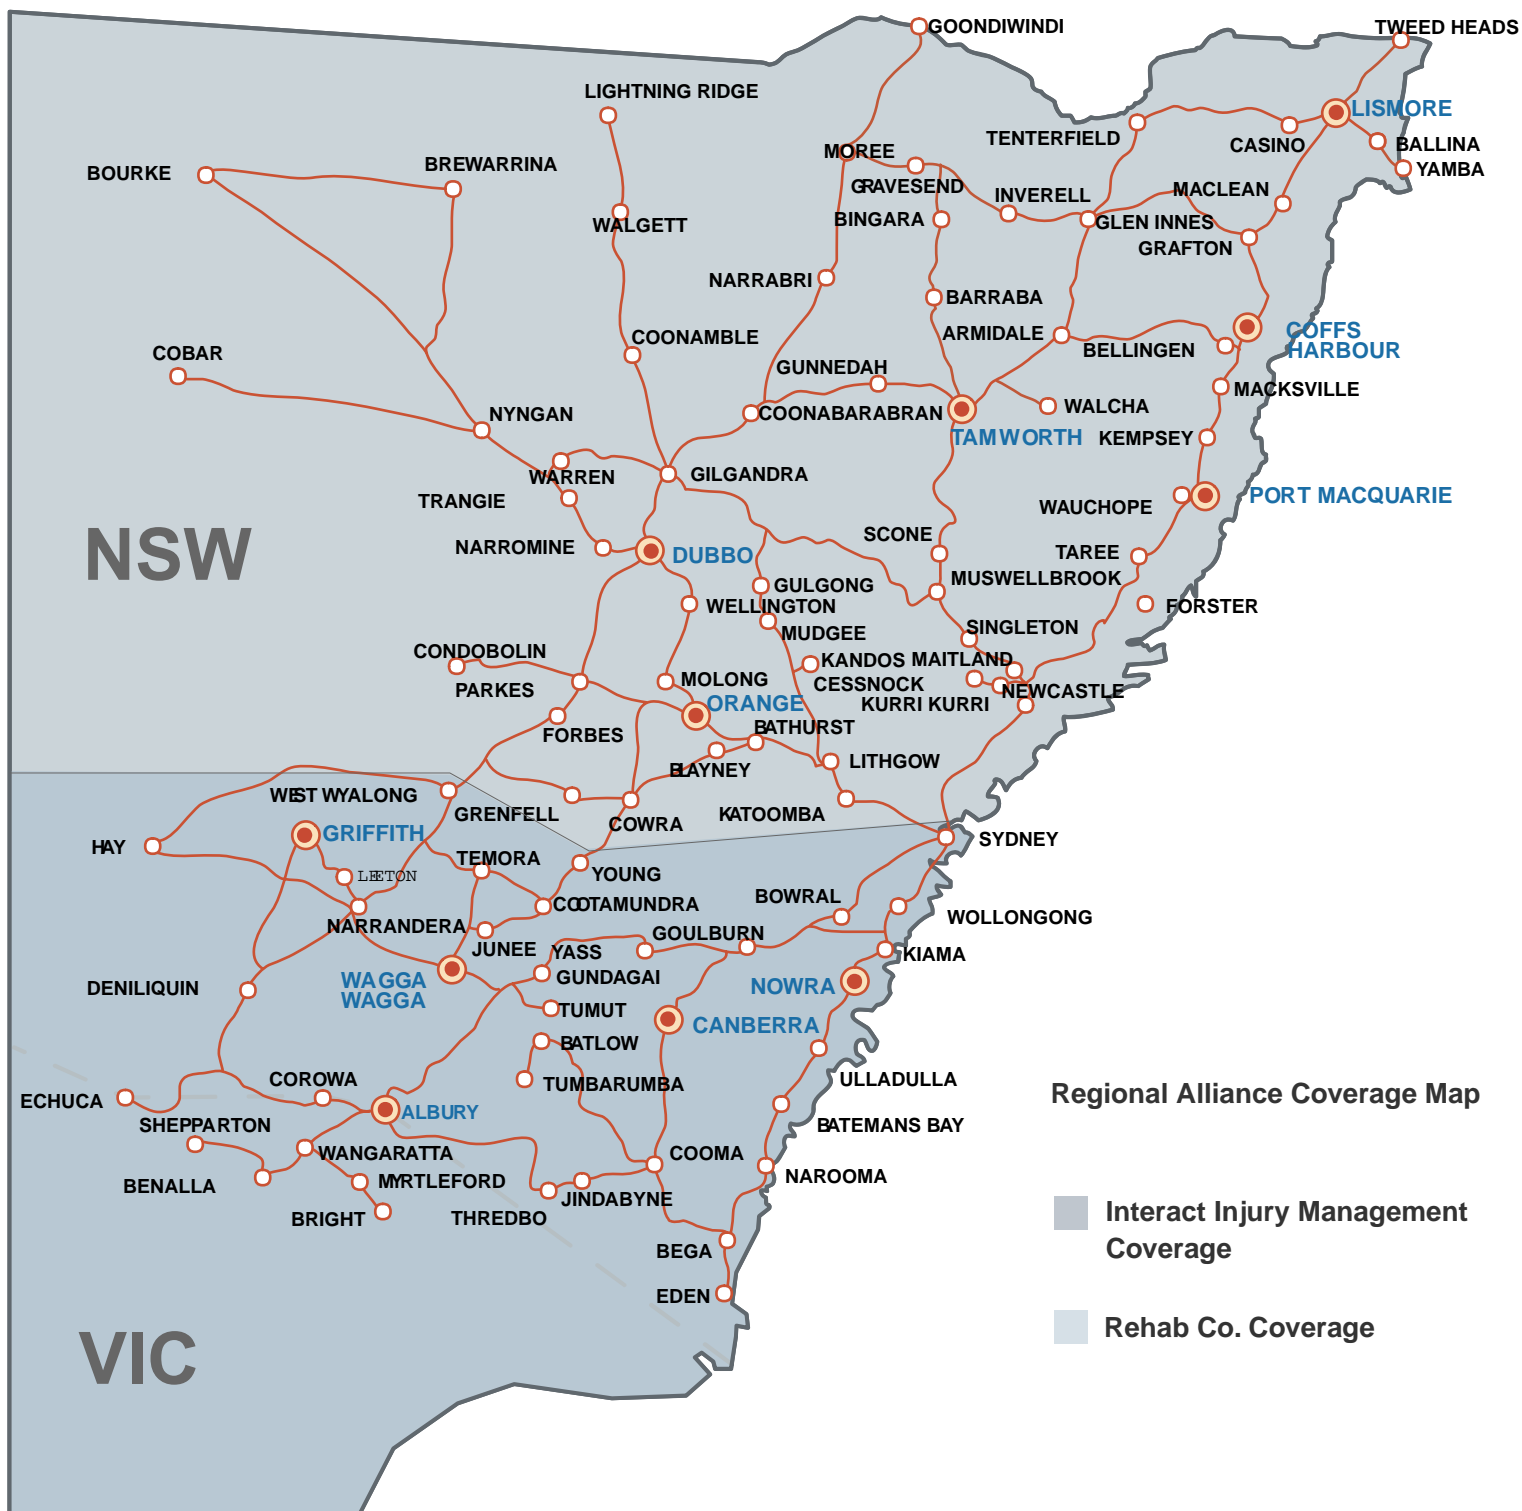 GOONDIWINDI
TWEED HEADS
LIGHTNING RIDGE
LISMORE
TENTERFIELD
CASINO
BALLINA
YAMBA
BOURKE
BREWARRINA
MOREE
GRAVESEND
INVERELL
MACLEAN
WALGETT
BINGARA
GLEN INNES
GRAFTON
NARRABRI
BARRABA
COONAMBLE
ARMIDALE
BELLINGEN
COFFS
HARBOUR
COBAR
GUNNEDAH
MACKSVILLE
NYNGAN
COONABARABRAN
WALCHA
TAMWORTH
KEMPSEY
WARREN
GILGANDRA
TRANGIE
WAUCHOPE
PORT MACQUARIE
NSW
NARROMINE
DUBBO
SCONE
TAREE
GULGONG
MUSWELLBROOK
WELLINGTON
FORSTER
MUDGEE
SINGLETON
CONDOBOLIN
KANDOS
MAITLAND
PARKES
MOLONG
CESSNOCK
NEWCASTLE
ORANGE
KURRI KURRI
FORBES
BATHURST
BLAYNEY
LITHGOW
WEST WYALONG
GRENFELL
COWRA
KATOOMBA
GRIFFITH
SYDNEY
HAY
TEMORA
YOUNG
LEETON
BOWRAL
COOTAMUNDRA
NARRANDERA
WOLLONGONG
JUNEE
YASS
GOULBURN
KIAMA
WAGGA
WAGGA
GUNDAGAI
NOWRA
DENILIQUIN
TUMUT
CANBERRA
BATLOW
COROWA
TUMBARUMBA
ULLADULLA
Regional Alliance Coverage Map
ECHUCA
ALBURY
SHEPPARTON
BATEMANS BAY
WANGARATTA
COOMA
BENALLA
MYRTLEFORD
NAROOMA
JINDABYNE
BRIGHT
THREDBO
Interact Injury Management
Coverage
BEGA
EDEN
Rehab Co. Coverage
VIC